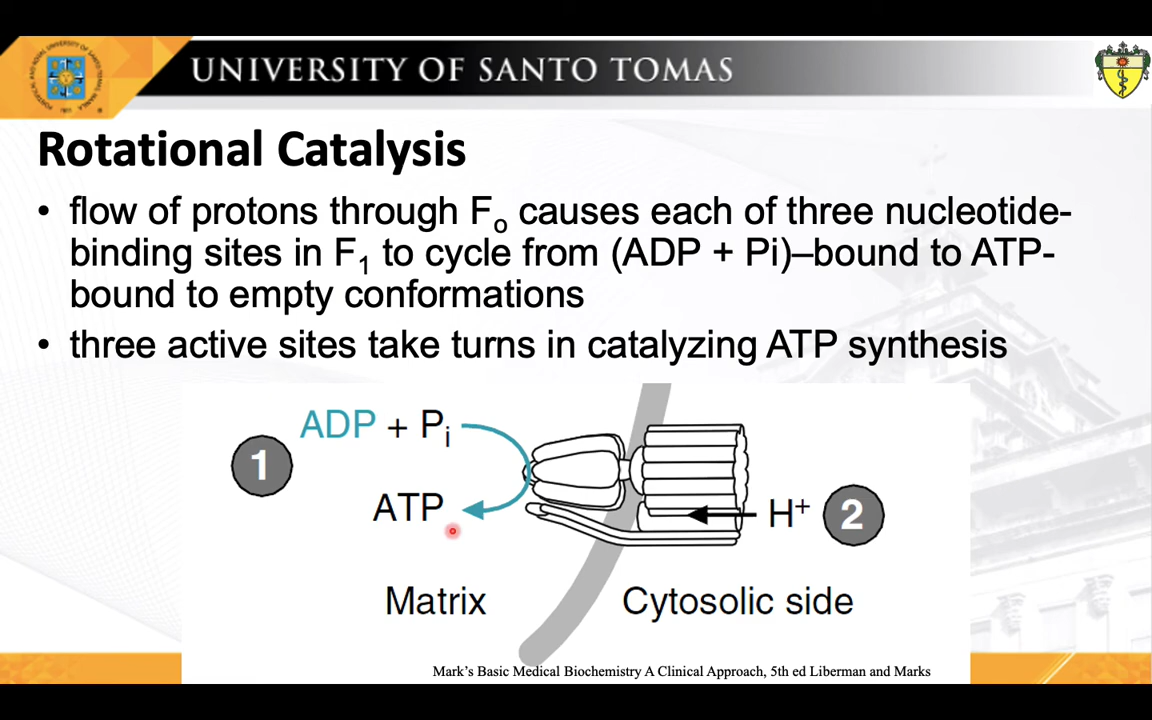 UNIVERSITY OF SANTO TOMAS
Rotational Catalysis
• flow of protons through Fo causes each of three nucleotide-
binding sites in F1 to cycle from (ADP + Pi)–bound to ATP-
bound to empty conformations
• three active sites take turns in catalyzing ATP synthesis
ADP + Pi
1
ATP
H+ 2
Matrix
Cytosolic side
Mark's Basic Medical Biochemistry A Clinical Approach, 5th ed Liberman and Marks